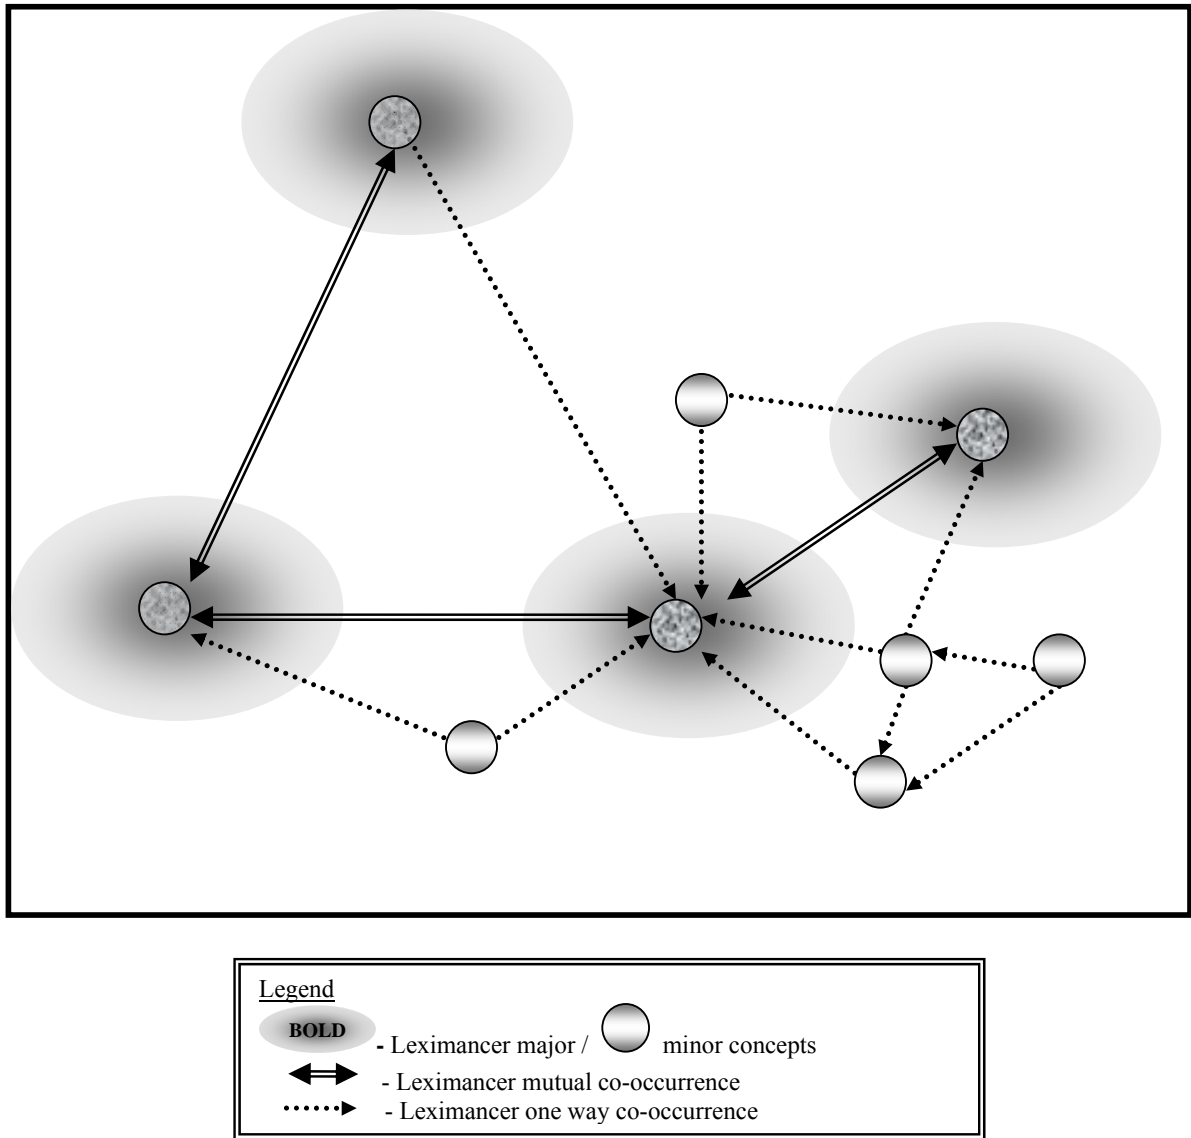 Legend
BOLD - Leximancer major / minor concepts
- Leximancer mutual co-occurrence
- Leximancer one way co-occurrence